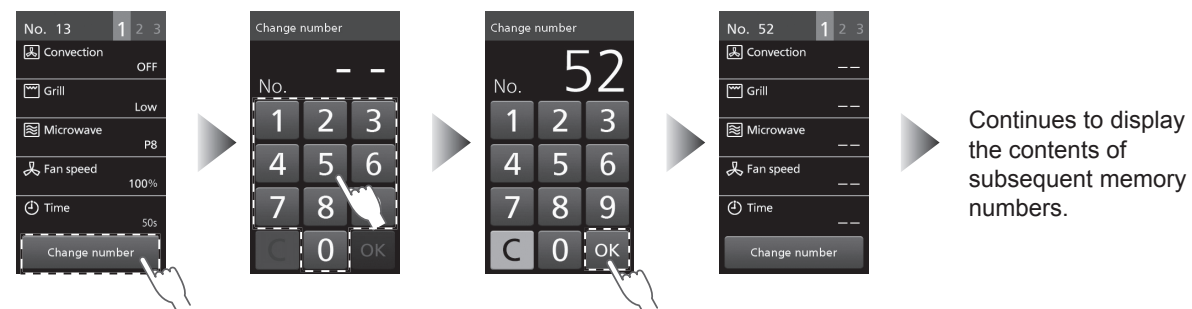 No. 13 1 2 3
Convection
OFF
Grill
Low
Microwave
P8
Fan speed
100%
Time
50s
Change number
Change number
No. – –
1 2 3
4 5 6
7 8
C 0 OK
Change number
No. 52
1 2 3
4 5 6
7 8 9
C 0 OK
No. 52 1 2 3
Convection
– –
Grill
– –
Microwave
– –
Fan speed
– –
Time
– –
Change number
Continues to display
the contents of
subsequent memory
numbers.